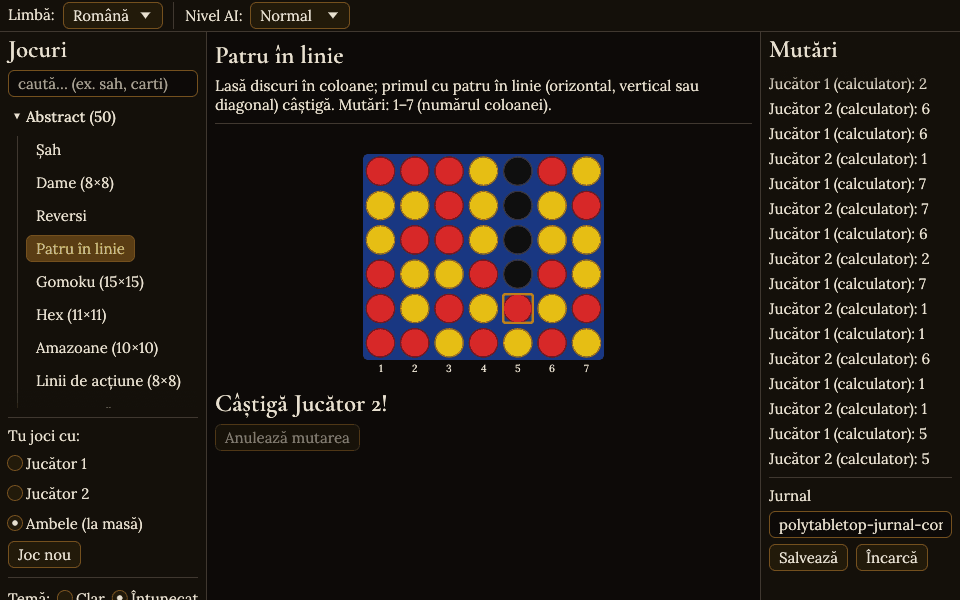 Limbă: Română Nivel AI: Normal
Jocuri
caută... (ex. sah, carti)
Abstract (50)
Șah
Dame (8×8)
Reversi
Patru în linie
Gomoku (15×15)
Hex (11×11)
Amazoane (10×10)
Linii de acțiune (8×8)
Tu joci cu:
Jucător 1
Jucător 2
Ambele (la masă)
Joc nou
Temă: Clar Întunecat
Patru în linie
Lasă discuri în coloane; primul cu patru în linie (orizontal, vertical sau
diagonal) câștigă. Mutări: 1–7 (numărul coloanei).
1 2 3 4 5 6 7
Câștigă Jucător 2!
Anulează mutarea
Mutări
Jucător 1 (calculator): 2
Jucător 2 (calculator): 6
Jucător 1 (calculator): 6
Jucător 2 (calculator): 1
Jucător 1 (calculator): 7
Jucător 2 (calculator): 7
Jucător 1 (calculator): 6
Jucător 2 (calculator): 2
Jucător 1 (calculator): 7
Jucător 2 (calculator): 1
Jucător 1 (calculator): 1
Jucător 2 (calculator): 6
Jucător 1 (calculator): 1
Jucător 2 (calculator): 1
Jucător 1 (calculator): 5
Jucător 2 (calculator): 5
Jurnal
polytabletop-jurnal-cor
Salvează Încarcă